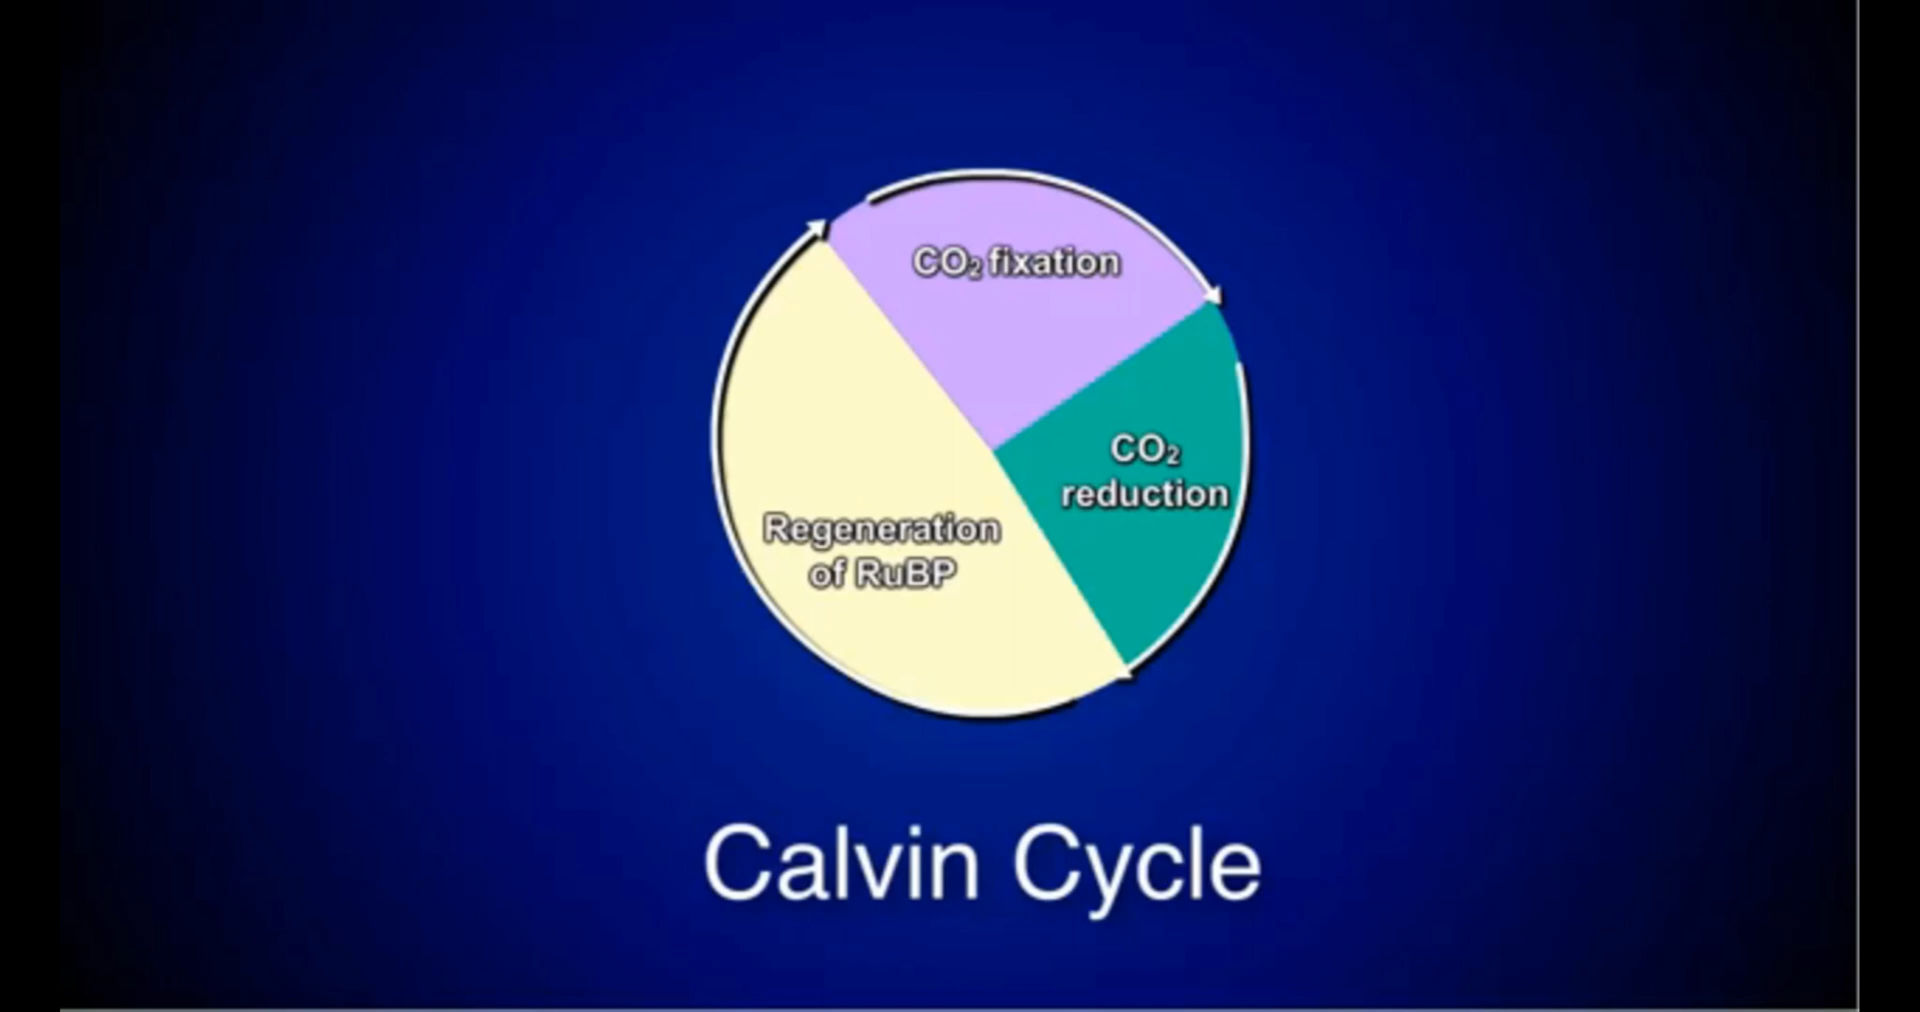 CO₂ fixation
CO₂
reduction
Regeneration
of RuBP
Calvin Cycle